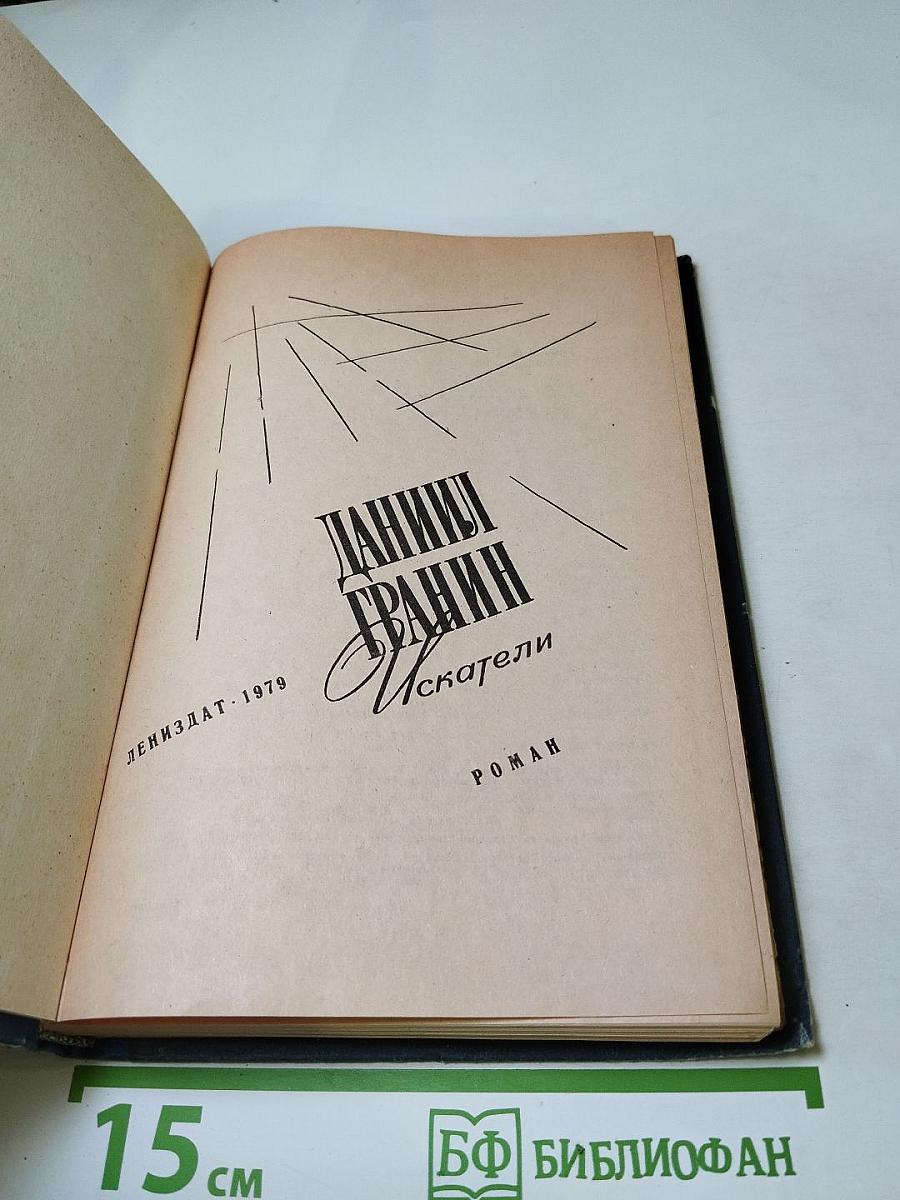 ДАНИИЛ
ГРАНИН
Искатели
ЛЕНИЗДАТ · 1979
РОМАН
15 см
БФ БИБЛИОФАН